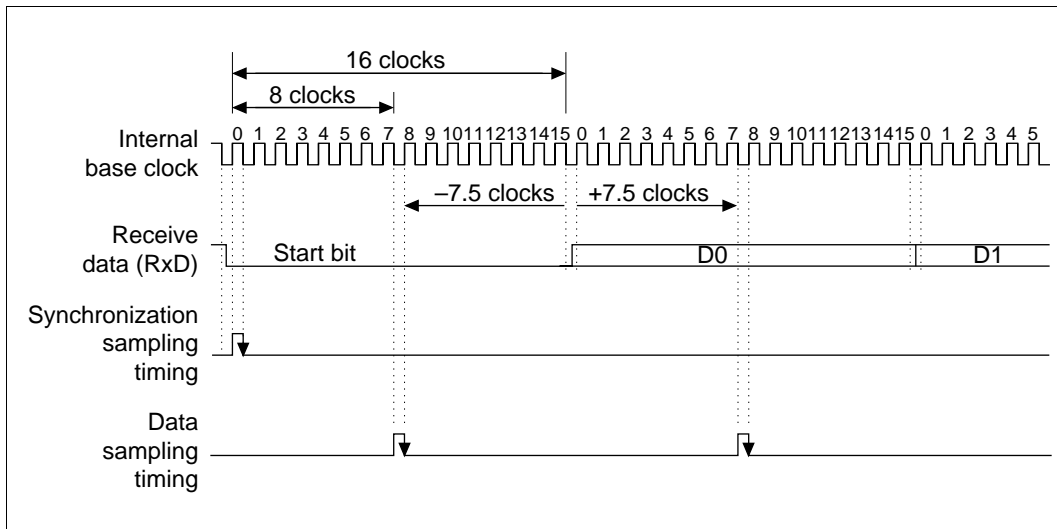 16 clocks
8 clocks
Internal
base clock
0 1 2 3 4 5 6 7 8 9 10 11 12 13 14 15 0 1 2 3 4 5 6 7 8 9 10 11 12 13 14 15 0 1 2 3 4 5
–7.5 clocks +7.5 clocks
Receive
data (RxD)
Start bit D0 D1
Synchronization
sampling
timing
Data
sampling
timing